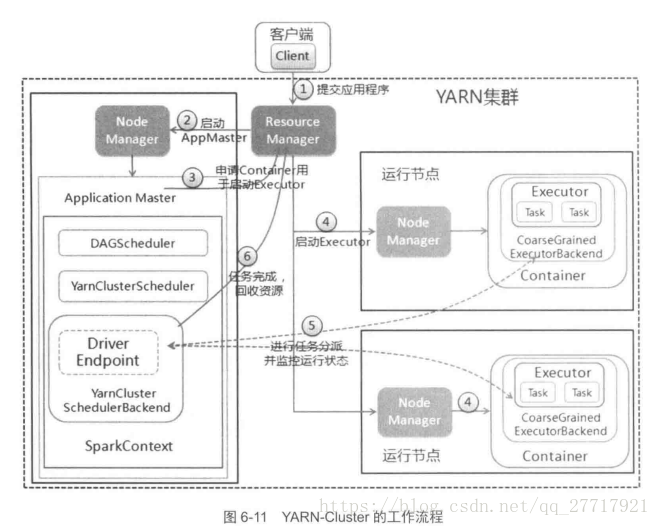 客户端
Client
① 提交应用程序
YARN集群
Node
Manager
② 启动
AppMaster
Resource
Manager
③ 申请Container用
于启动Executor
Application Master
DAGScheduler
YarnClusterScheduler
⑥
任务完成，
回收资源
Driver
Endpoint
YarnCluster
SchedulerBackend
SparkContext
④
启动Executor
运行节点
Node
Manager
Executor
Task Task
CoarseGrained
ExecutorBackend
Container
⑤
进行任务分派
并监控运行状态
Node
Manager
④
运行节点
Executor
Task Task
CoarseGrained
ExecutorBackend
Container
https://blog.csdn.net/qq_27717921
图 6-11 YARN-Cluster 的工作流程